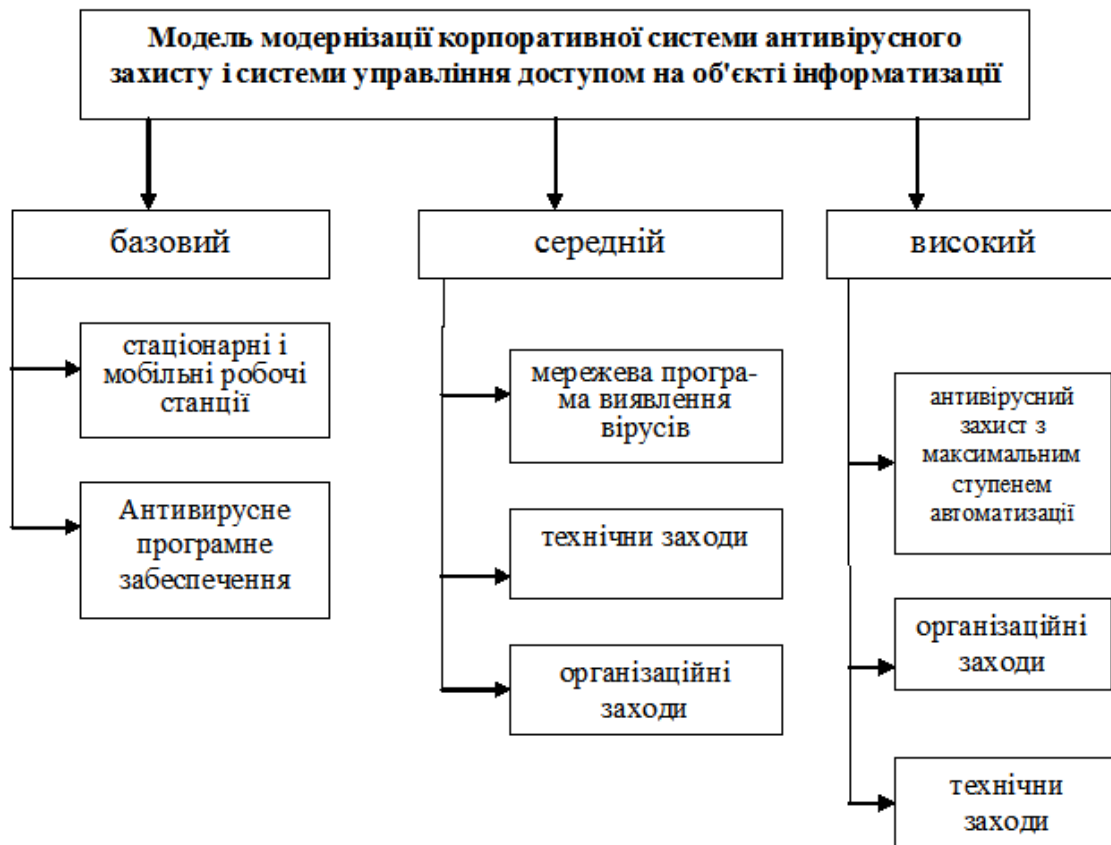 Модель модернізації корпоративної системи антивірусного
захисту і системи управління доступом на об'єкті інформатизації
базовий
стаціонарні і
мобільні робочі
станції
Антивирусне
програмне
забеспечення
середній
мережева програ-
ма виявлення
вірусів
технічни заходи
організаційні
заходи
високий
антивірусний
захист з
максимальним
ступенем
автоматизації
організаційні
заходи
технічни
заходи